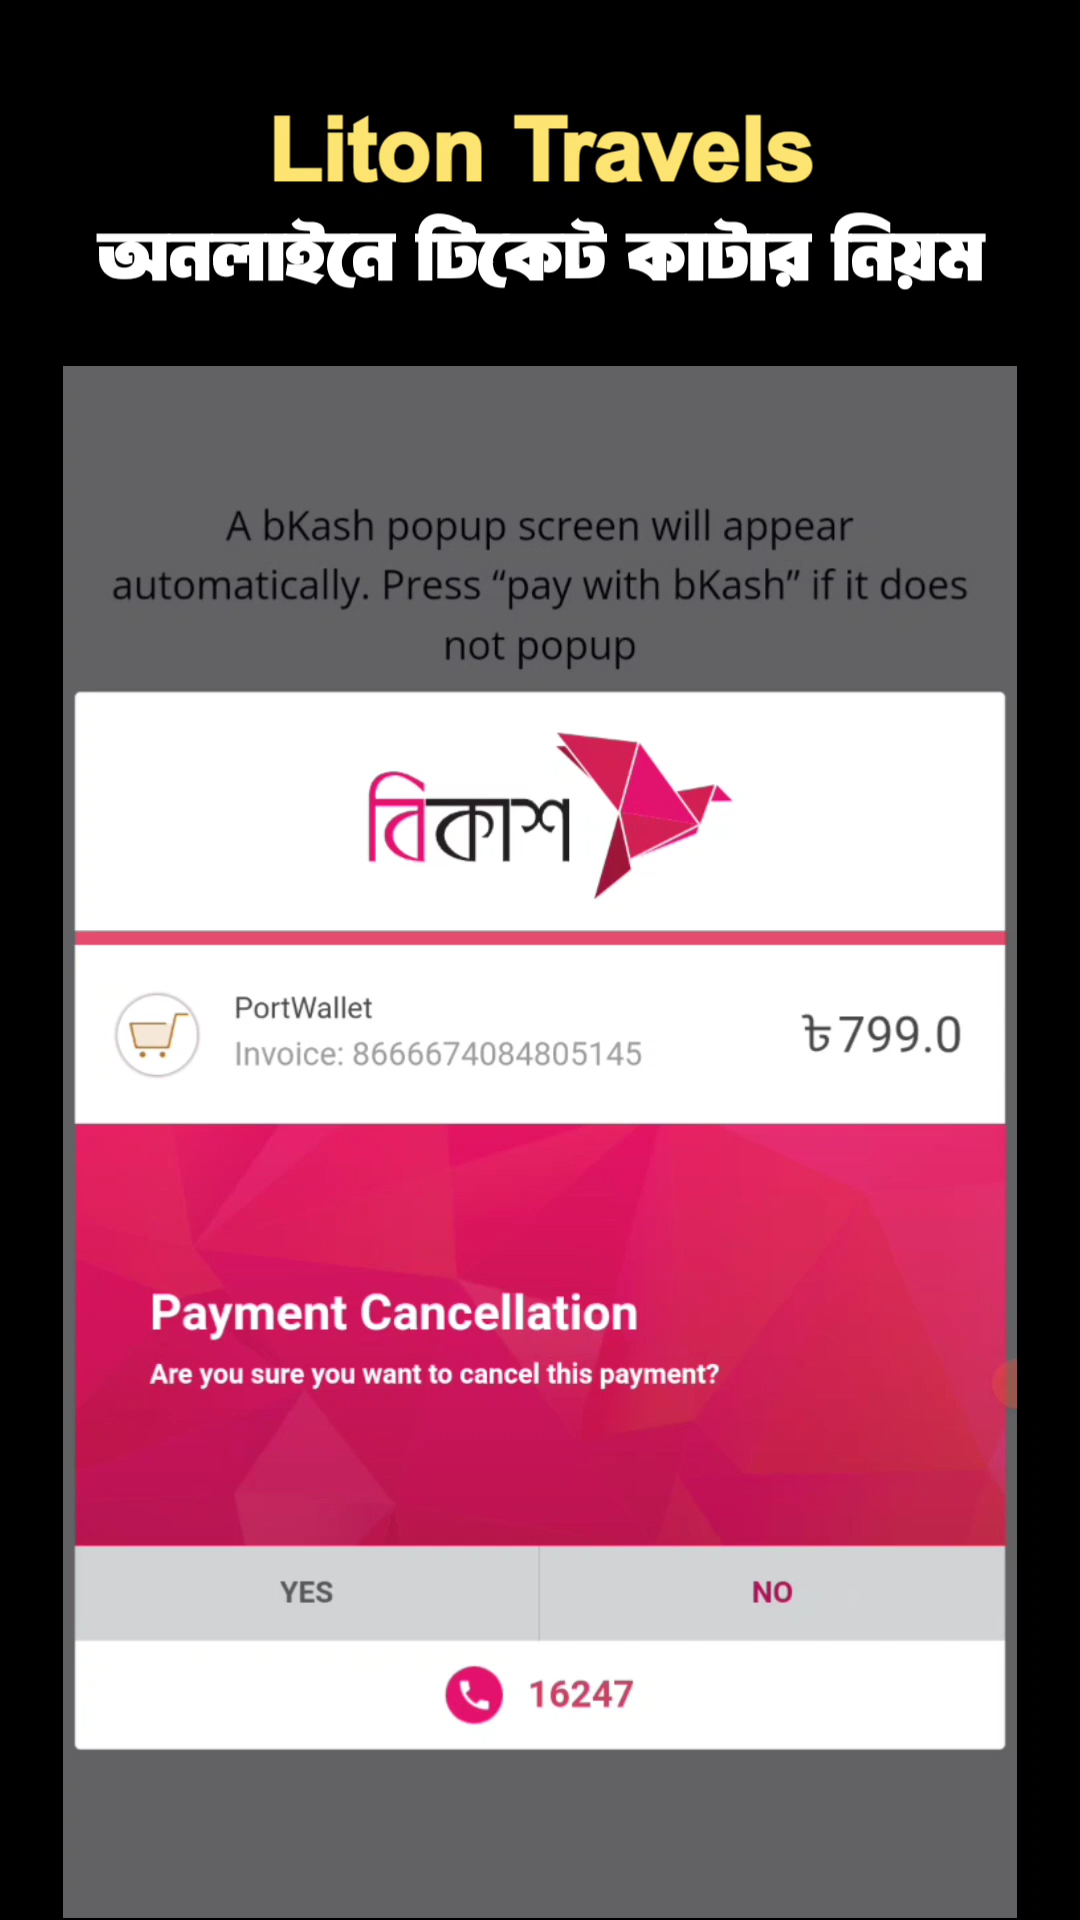 Liton Travels
অনলাইনে টিকেট কাটার নিয়ম
A bKash popup screen will appear
automatically. Press “pay with bKash” if it does
not popup
বিকাশ
PortWallet
Invoice: 8666674084805145
৳799.0
Payment Cancellation
Are you sure you want to cancel this payment?
YES
NO
16247